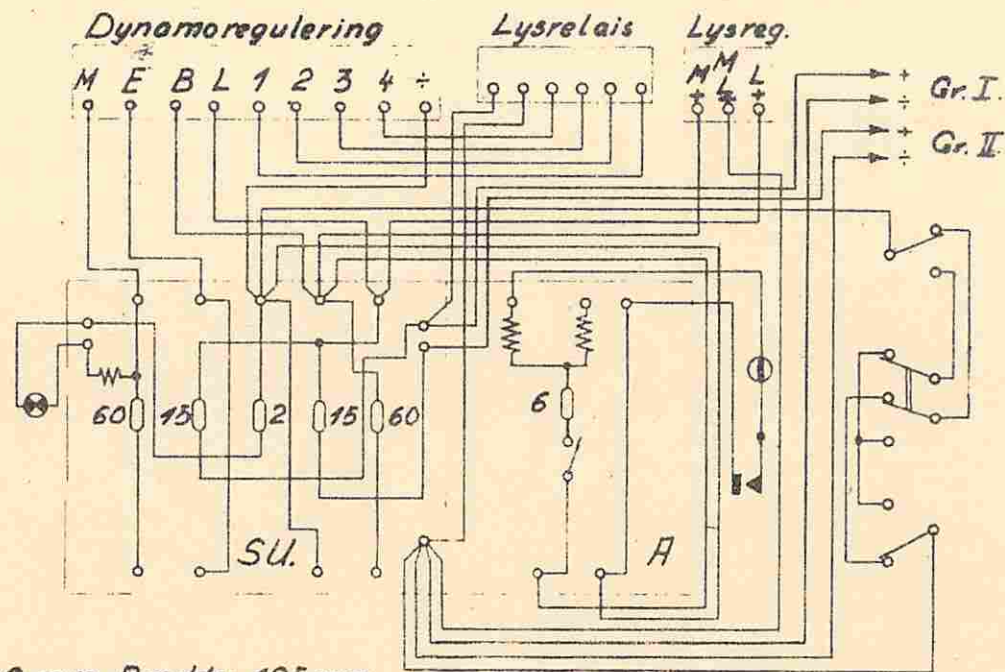 Dynamoregulering Lysrelais Lysreg.
M E B L 1 2 3 4 ÷
M + M L ± L +
+ Gr. I.
÷
+ Gr. II.
÷
60 15 2 15 60 6
SU. A